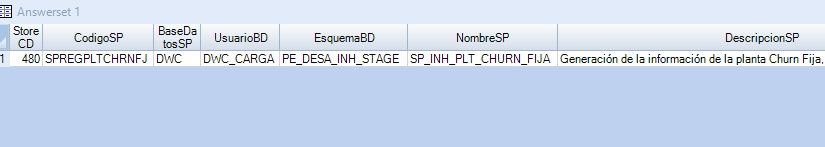 Answerset 1
Store CD CodigoSP BaseDatosSP UsuarioBD EsquemaBD NombreSP DescripcionSP
1 480 SPREGPLTCHRNFJ DWC DWC_CARGA PE_DESA_INH_STAGE SP_INH_PLT_CHURN_FIJA Generación de la información de la planta Churn Fija,